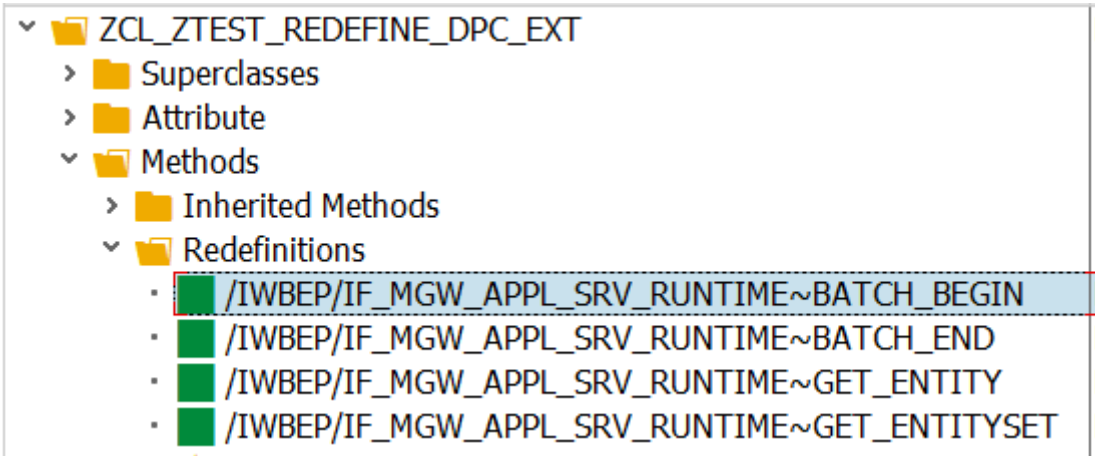 ZCL_ZTEST_REDEFINE_DPC_EXT
Superclasses
Attribute
Methods
Inherited Methods
Redefinitions
/IWBEP/IF_MGW_APPL_SRV_RUNTIME~BATCH_BEGIN
/IWBEP/IF_MGW_APPL_SRV_RUNTIME~BATCH_END
/IWBEP/IF_MGW_APPL_SRV_RUNTIME~GET_ENTITY
/IWBEP/IF_MGW_APPL_SRV_RUNTIME~GET_ENTITYSET